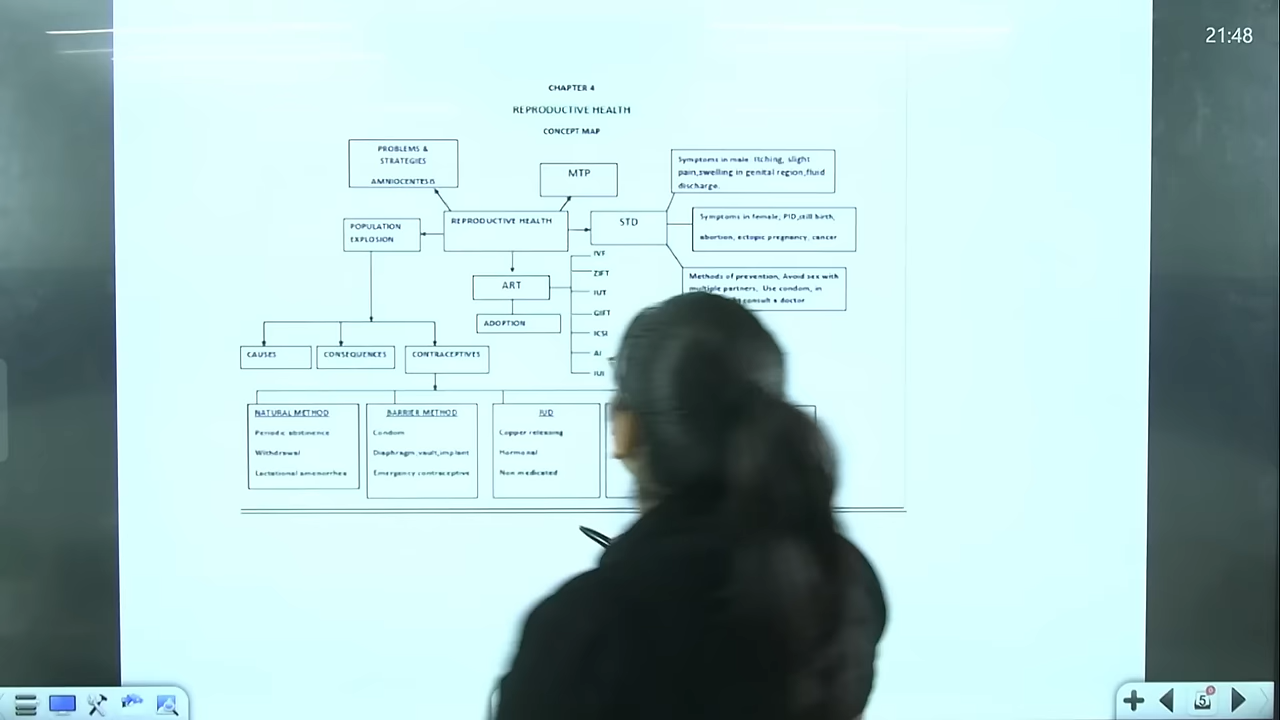 21:48
CHAPTER 4
REPRODUCTIVE HEALTH
CONCEPT MAP
PROBLEMS &
STRATEGIES
AMNIOCENTESIS
MTP
Symptoms in male Itching, slight
pain,swelling in genital region,fluid
discharge.
POPULATION
EXPLOSION
REPRODUCTIVE HEALTH
STD
Symptoms in female, PID,still birth,
abortion, ectopic pregnancy, cancer
ART
ADOPTION
IVF
ZIFT
IUT
GIFT
ICSI
AI
IUI
Methods of prevention, Avoid sex with
multiple partners, Use condom, in
consult a doctor
CAUSES
CONSEQUENCES
CONTRACEPTIVES
NATURAL METHOD
Periodic abstinence
Withdrawal
Lactational amenorrhea
BARRIER METHOD
Condom
Diaphragm,vault,implant
Emergency contraceptive
IUD
Copper releasing
Hormonal
Non medicated
5